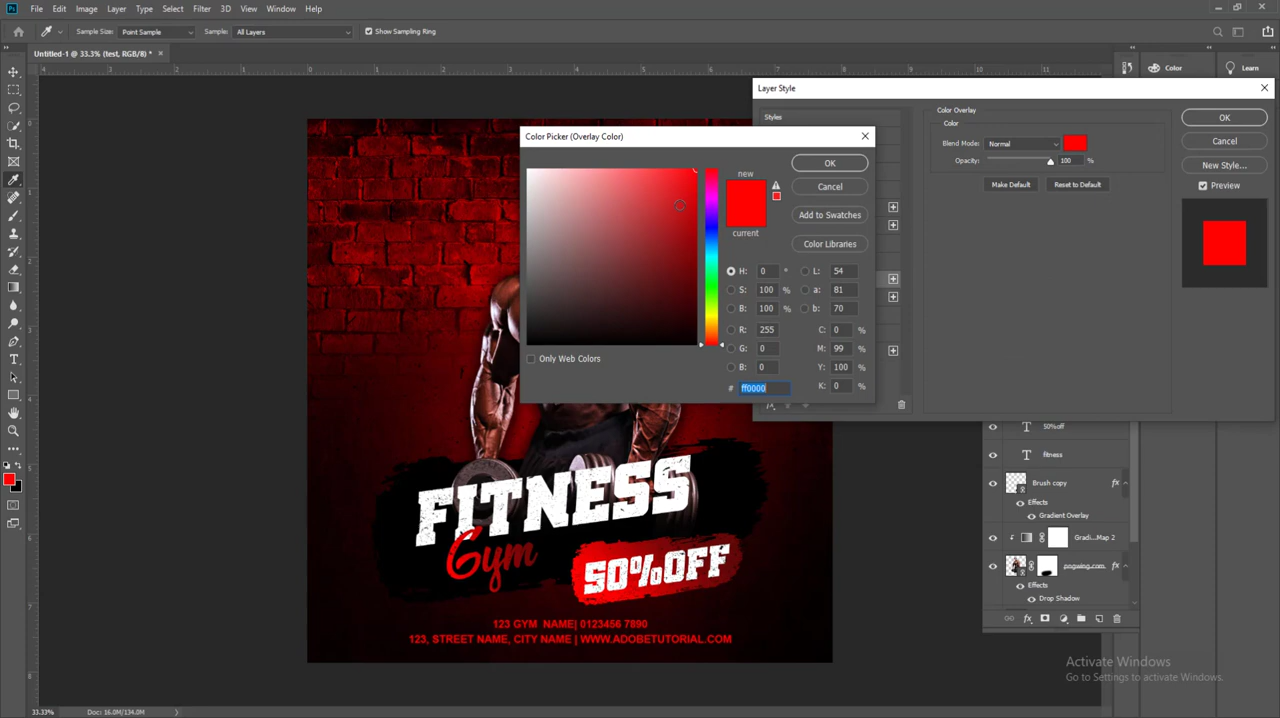 File Edit Image Layer Type Select Filter 3D View Window Help
Sample Size: Point Sample Sample: All Layers Show Sampling Ring
Untitled-1 @ 33.3% (test, RGB/8) * ×
Color
Learn
Layer Style
Styles
Color Overlay
Color
Blend Mode: Normal
Opacity: 100 %
Make Default Reset to Default
OK
Cancel
New Style...
Preview
Color Picker (Overlay Color)
new
current
OK
Cancel
Add to Swatches
Color Libraries
H: 0 °
S: 100 %
B: 100 %
R: 255
G: 0
B: 0
# ff0000
L: 54
a: 81
b: 70
C: 0 %
M: 99 %
Y: 100 %
K: 0 %
Only Web Colors
50%off
fitness
Brush copy fx
Effects
Gradient Overlay
Gradi...Map 2
pngwing.com. fx
Effects
Drop Shadow
FITNESS
Gym
50%OFF
123 GYM NAME| 0123456 7890
123, STREET NAME, CITY NAME | WWW.ADOBETUTORIAL.COM
Activate Windows
Go to Settings to activate Windows.
33.33% Doc: 16.0M/134.0M